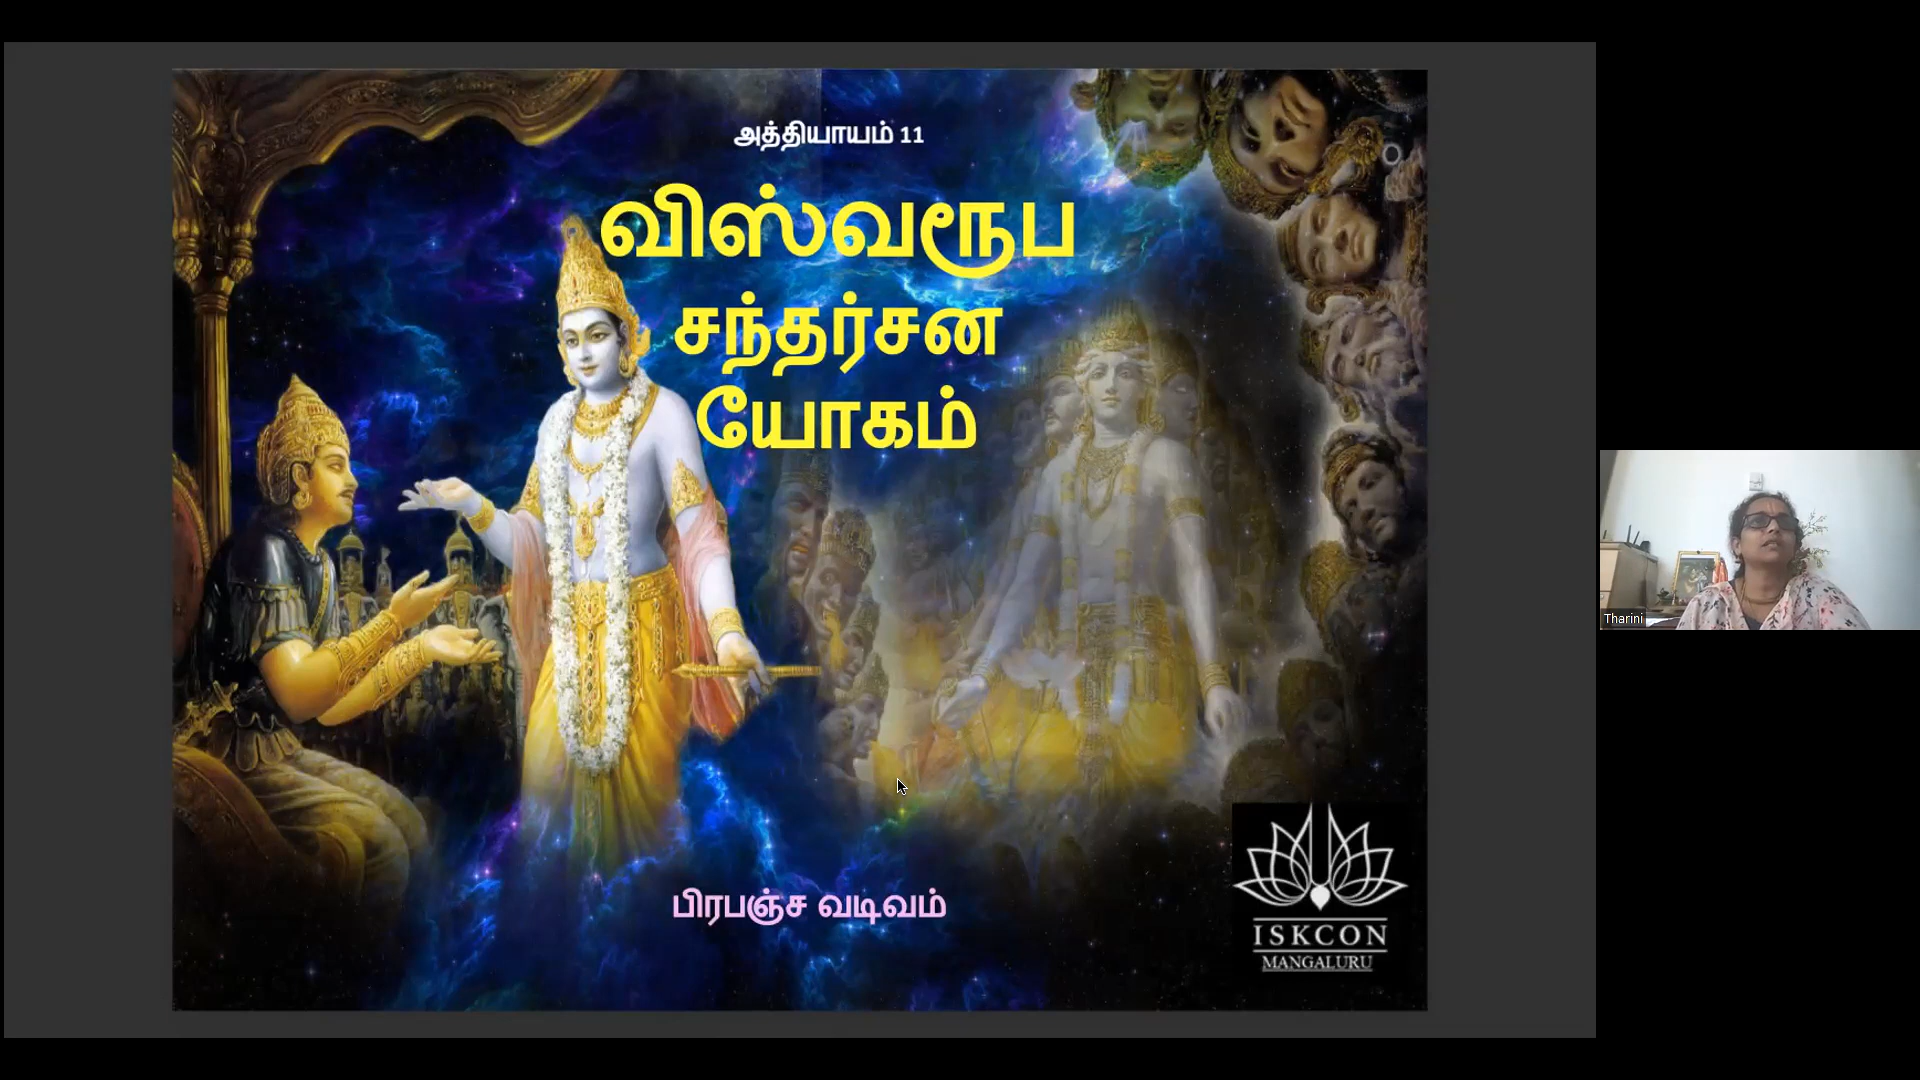 அத்தியாயம் 11
விஸ்வரூப
சந்தர்சன
யோகம்
பிரபஞ்ச வடிவம்
ISKCON
MANGALURU
Tharini